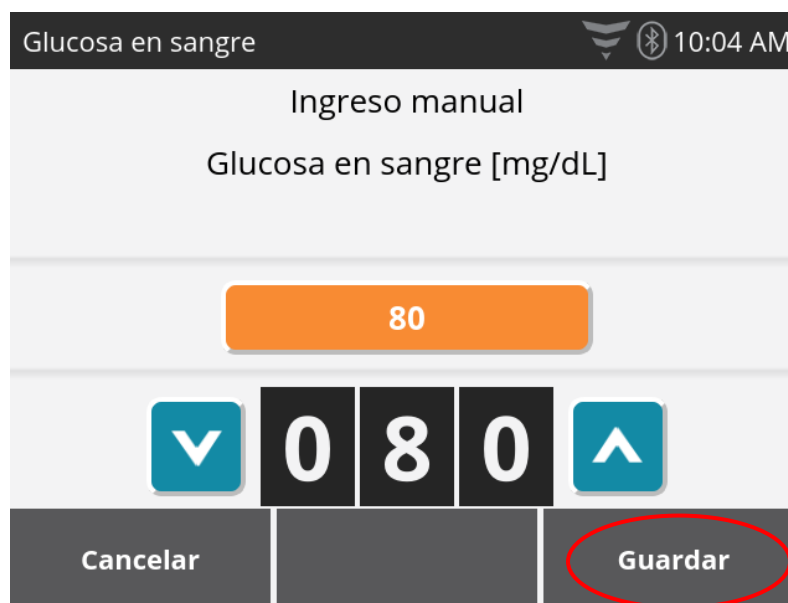 Glucosa en sangre 10:04 AM
Ingreso manual
Glucosa en sangre [mg/dL]
80
0 8 0
Cancelar Guardar